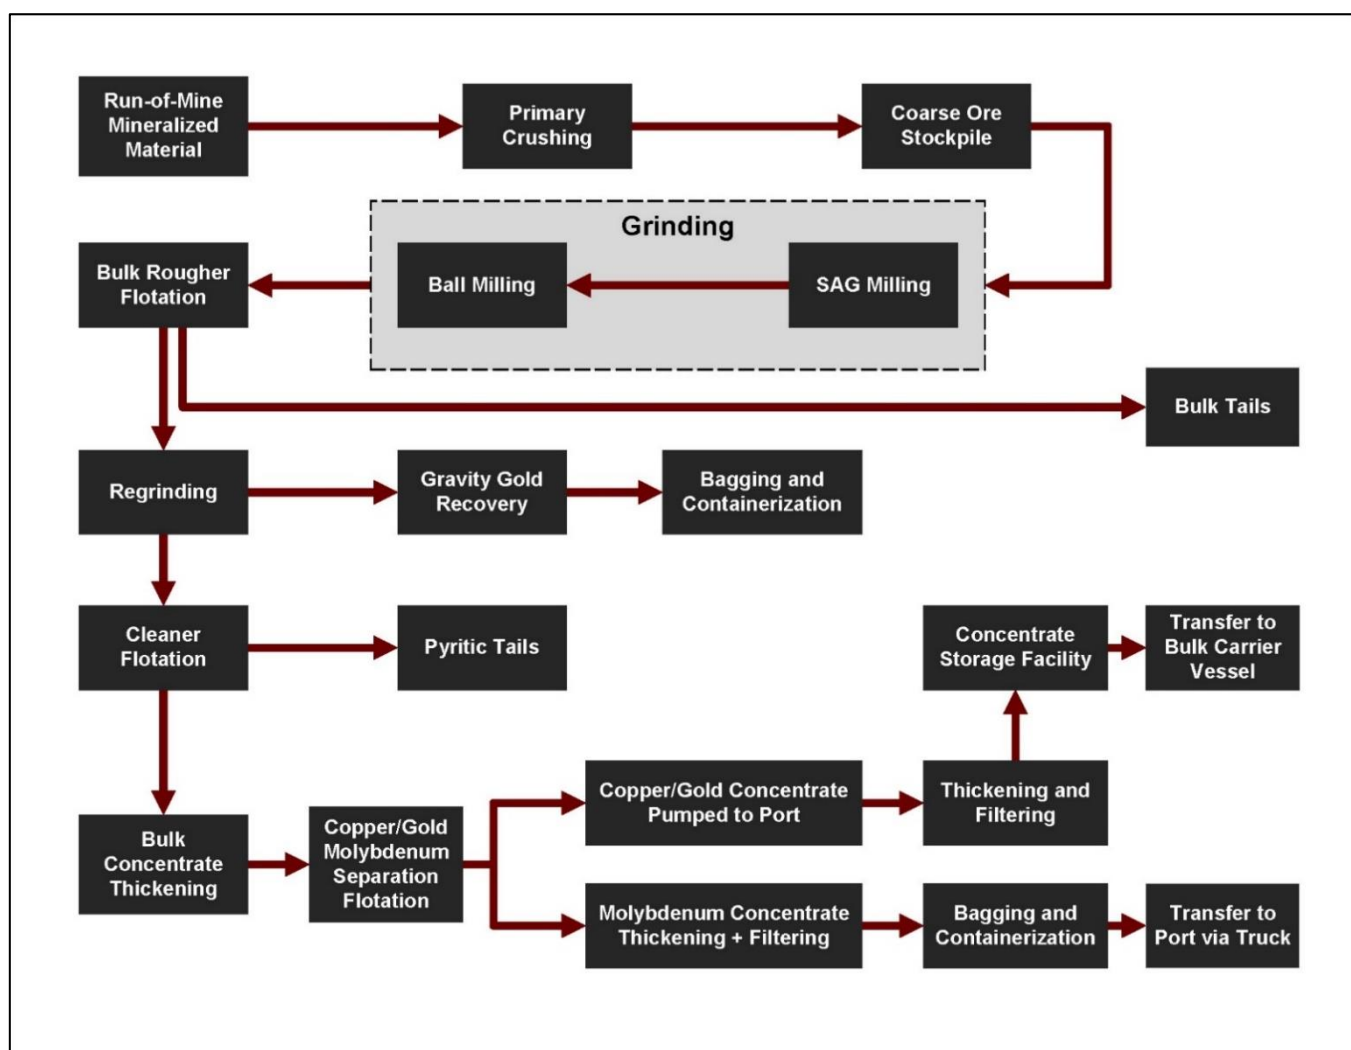 Run-of-Mine
Mineralized
Material
Primary
Crushing
Coarse Ore
Stockpile
Grinding
Bulk Rougher
Flotation
Ball Milling
SAG Milling
Bulk Tails
Regrinding
Gravity Gold
Recovery
Bagging and
Containerization
Cleaner
Flotation
Pyritic Tails
Concentrate
Storage Facility
Transfer to
Bulk Carrier
Vessel
Bulk
Concentrate
Thickening
Copper/Gold
Molybdenum
Separation
Flotation
Copper/Gold Concentrate
Pumped to Port
Thickening and
Filtering
Molybdenum Concentrate
Thickening + Filtering
Bagging and
Containerization
Transfer to
Port via Truck